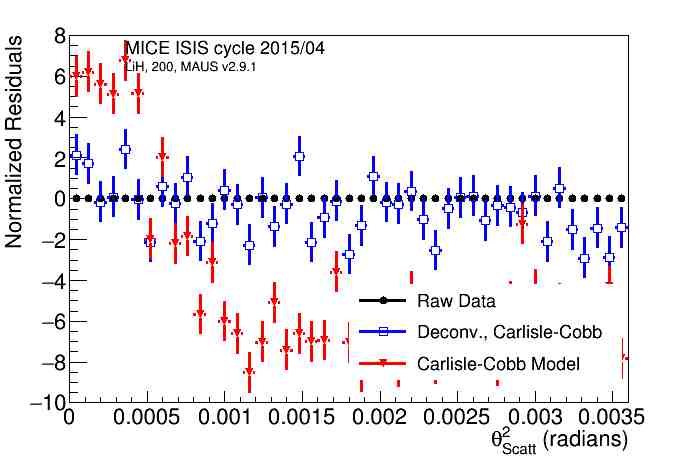 MICE ISIS cycle 2015/04
LiH, 200, MAUS v2.9.1
Normalized Residuals
8
6
4
2
0
−2
−4
−6
−8
−10
Raw Data
Deconv., Carlisle-Cobb
Carlisle-Cobb Model
0 0.0005 0.001 0.0015 0.002 0.0025 0.003 0.0035
θ²Scatt (radians)